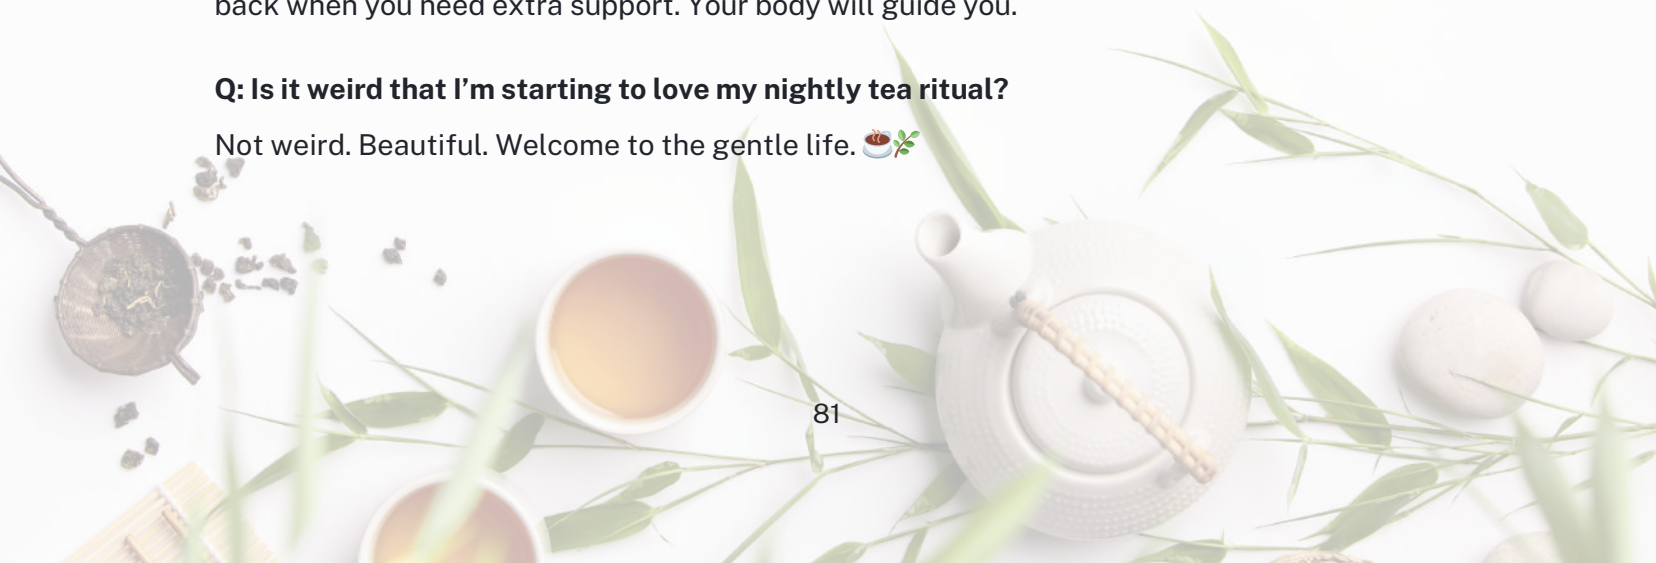 back when you need extra support. Your body will guide you.
Q: Is it weird that I’m starting to love my nightly tea ritual?
Not weird. Beautiful. Welcome to the gentle life. ☕🌿
81